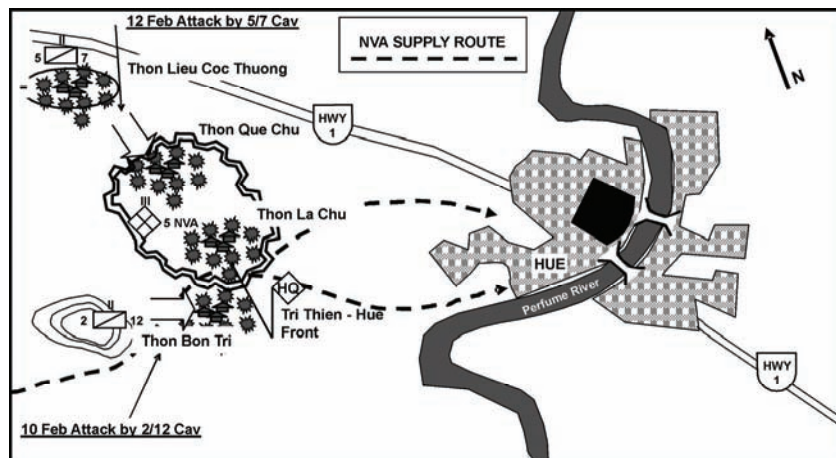 12 Feb Attack by 5/7 Cav
NVA SUPPLY ROUTE
N
II
5 7
Thon Lieu Coc Thuong
HWY
1
Thon Que Chu
III
5 NVA
Thon La Chu
HUE
HQ
Tri Thien - Hue
Front
Perfume River
II
2 12
Thon Bon Tri
HWY
1
10 Feb Attack by 2/12 Cav